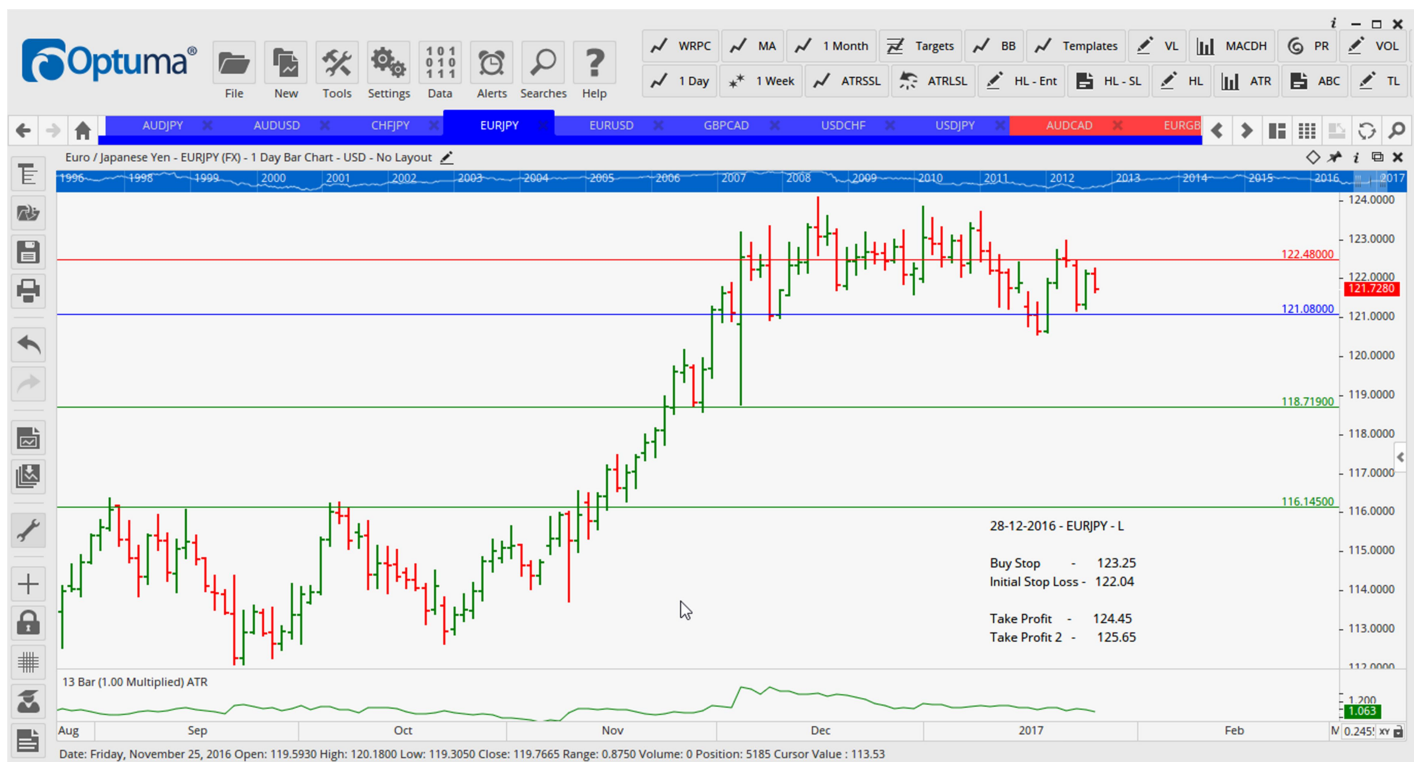 Optuma®
File
New
Tools
Settings
Data
Alerts
Searches
Help
WRPC
MA
1 Month
Targets
BB
Templates
VL
MACDH
PR
VOL
1 Day
1 Week
ATRSSL
ATRLSL
HL - Ent
HL - SL
HL
ATR
ABC
TL
AUDJPY
AUDUSD
CHFJPY
EURJPY
EURUSD
GBPCAD
USDCHF
USDJPY
AUDCAD
EURGB
Euro / Japanese Yen - EURJPY (FX) - 1 Day Bar Chart - USD - No Layout
1996 1998 1999 2000 2001 2002 2003 2004 2005 2006 2007 2008 2009 2010 2011 2012 2013 2014 2015 2016 2017
124.0000
123.0000
122.48000
122.0000
121.7280
121.08000
121.0000
120.0000
119.0000
118.71900
118.0000
117.0000
116.14500
116.0000
28-12-2016 - EURJPY - L
115.0000
Buy Stop - 123.25
Initial Stop Loss - 122.04
114.0000
Take Profit - 124.45
113.0000
Take Profit 2 - 125.65
112.0000
13 Bar (1.00 Multiplied) ATR
1.200
1.063
Aug Sep Oct Nov Dec 2017 Feb M 0.245 XY
Date: Friday, November 25, 2016 Open: 119.5930 High: 120.1800 Low: 119.3050 Close: 119.7665 Range: 0.8750 Volume: 0 Position: 5185 Cursor Value : 113.53